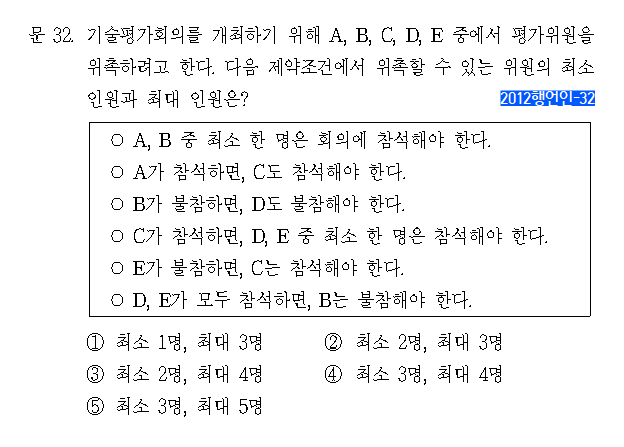 문 32. 기술평가회의를 개최하기 위해 A, B, C, D, E 중에서 평가위원을
위촉하려고 한다. 다음 제약조건에서 위촉할 수 있는 위원의 최소
인원과 최대 인원은?
2012행언인-32
○ A, B 중 최소 한 명은 회의에 참석해야 한다.
○ A가 참석하면, C도 참석해야 한다.
○ B가 불참하면, D도 불참해야 한다.
○ C가 참석하면, D, E 중 최소 한 명은 참석해야 한다.
○ E가 불참하면, C는 참석해야 한다.
○ D, E가 모두 참석하면, B는 불참해야 한다.
① 최소 1명, 최대 3명 ② 최소 2명, 최대 3명
③ 최소 2명, 최대 4명 ④ 최소 3명, 최대 4명
⑤ 최소 3명, 최대 5명